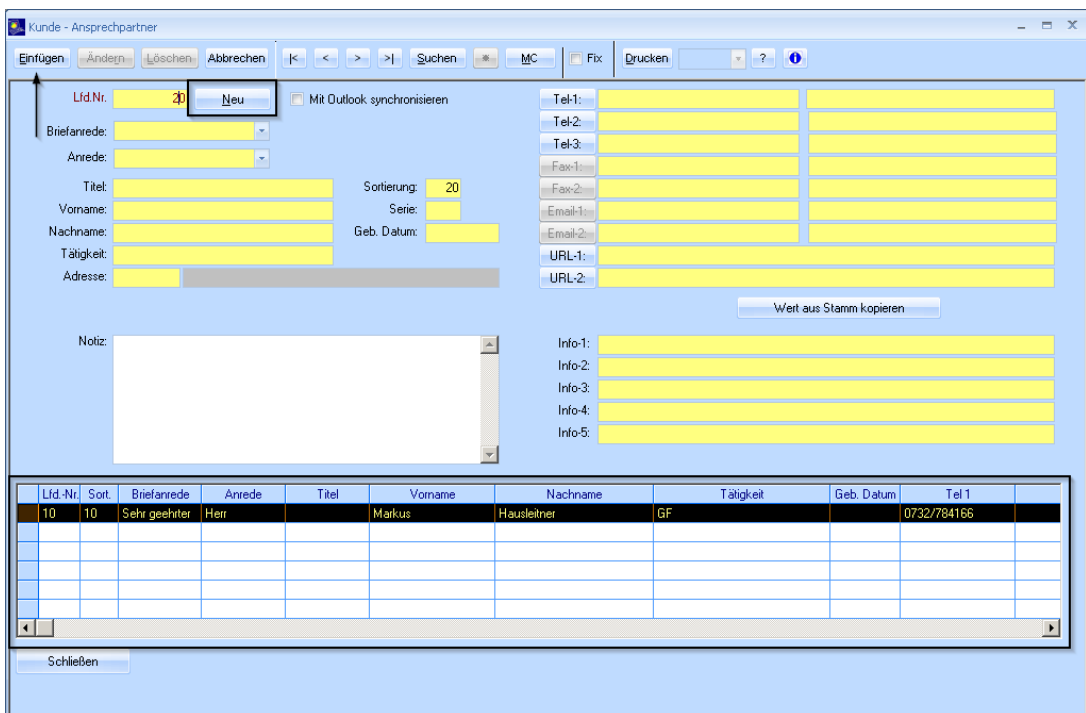 Kunde - Ansprechpartner
Einfügen Ändern Löschen Abbrechen |< < > >| Suchen * MC Fix Drucken ?
Lfd.Nr. 20 Neu Mit Outlook synchronisieren Tel-1:
Briefanrede: Tel-2:
Tel-3:
Anrede: Fax-1:
Titel: Sortierung: 20 Fax-2:
Vorname: Serie: Email-1:
Nachname: Geb. Datum: Email-2:
Tätigkeit: URL-1:
Adresse: URL-2:
Wert aus Stamm kopieren
Notiz: Info-1:
Info-2:
Info-3:
Info-4:
Info-5:
Lfd.-Nr. Sort. Briefanrede Anrede Titel Vorname Nachname Tätigkeit Geb. Datum Tel 1
10 10 Sehr geehrter Herr Markus Hausleitner GF 0732/784166
Schließen